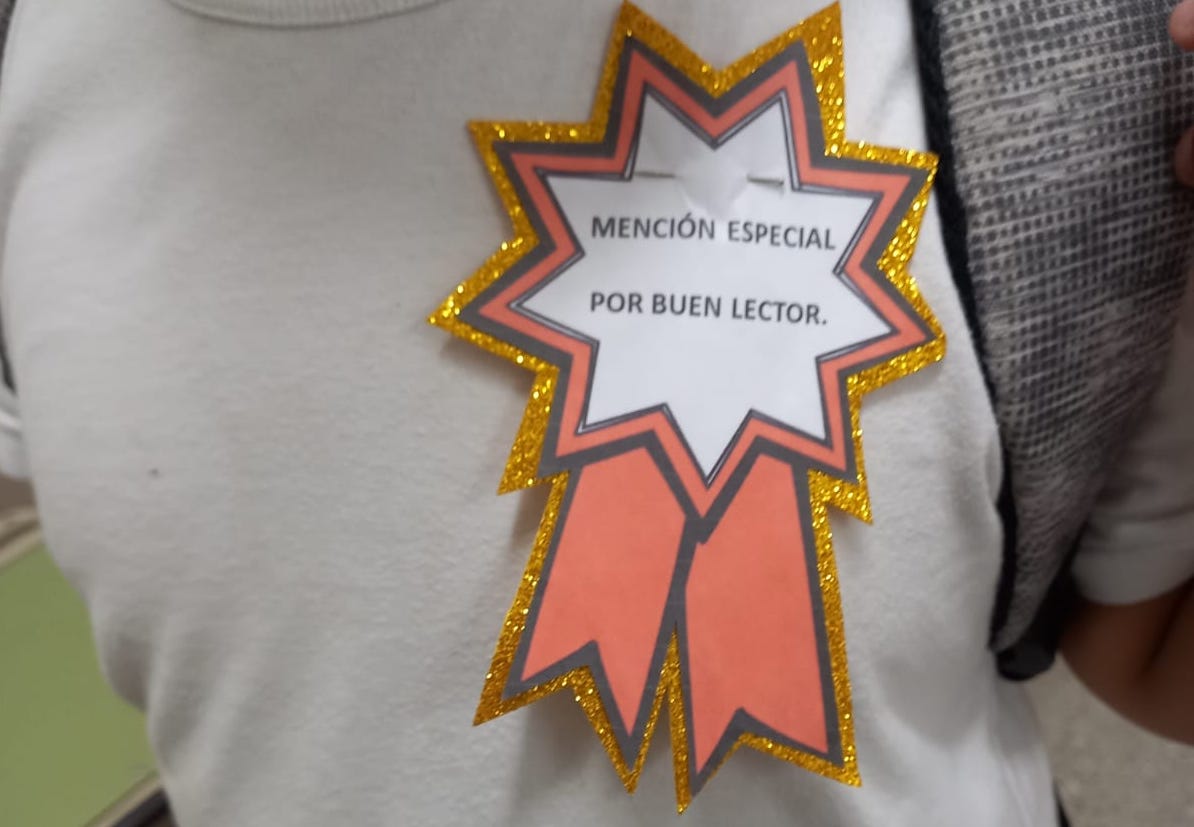 MENCIÓN ESPECIAL
POR BUEN LECTOR.